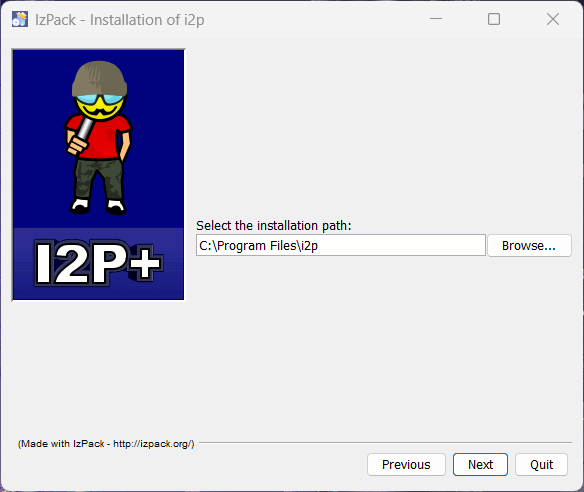 IzPack - Installation of i2p
I2P+
Select the installation path:
C:\Program Files\i2p
Browse...
(Made with IzPack - http://izpack.org/)
Previous
Next
Quit